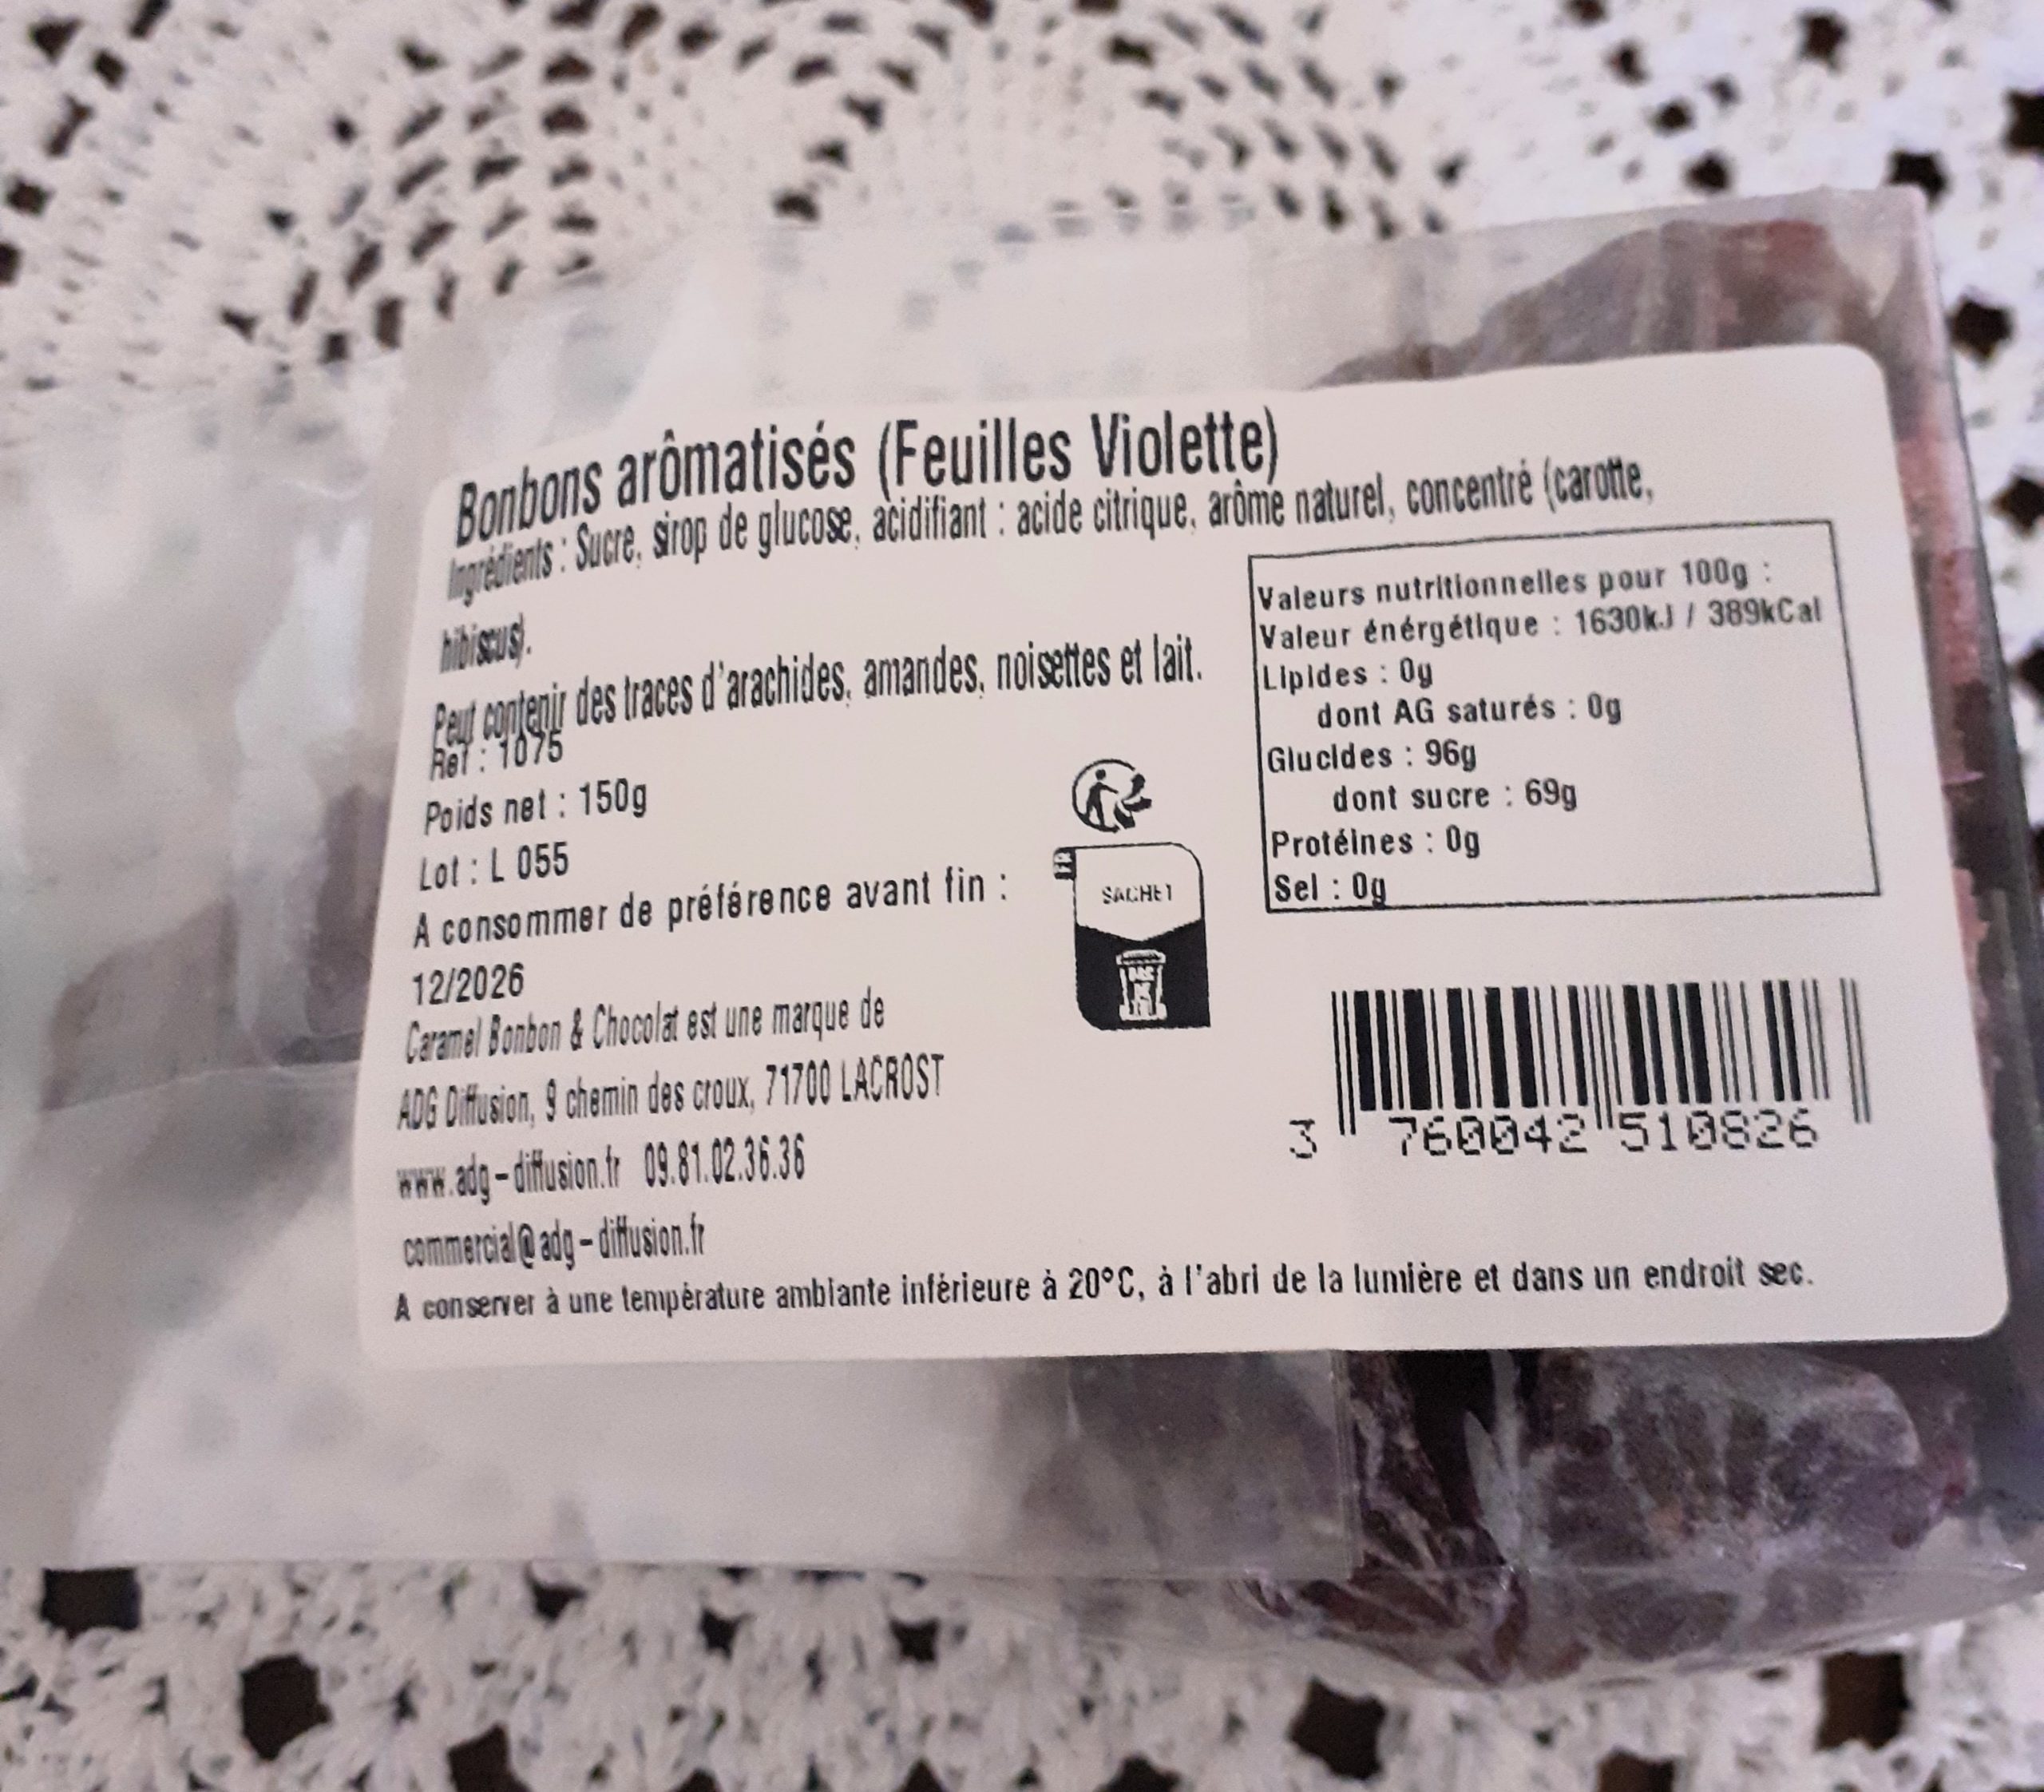 Bonbons arômatisés (Feuilles Violette)
Ingrédients : Sucre, sirop de glucose, acidifiant : acide citrique, arôme naturel, concentré (carotte,
hibiscus).
Peut contenir des traces d'arachides, amandes, noisettes et lait.
Ref : 1075
Poids net : 150g
Lot : L 055
A consommer de préférence avant fin :
12/2026
Caramel Bonbon & Chocolat est une marque de
ADG Diffusion, 9 chemin des croux, 71700 LACROST
www.adg-diffusion.fr 09.81.02.36.36
commercial@adg-diffusion.fr
A conserver à une température ambiante inférieure à 20°C, à l'abri de la lumière et dans un endroit sec.
SACHET
Valeurs nutritionnelles pour 100g :
Valeur énérgétique : 1630kJ / 389kCal
Lipides : 0g
dont AG saturés : 0g
Glucides : 96g
dont sucre : 69g
Protéines : 0g
Sel : 0g
3 760042 510826